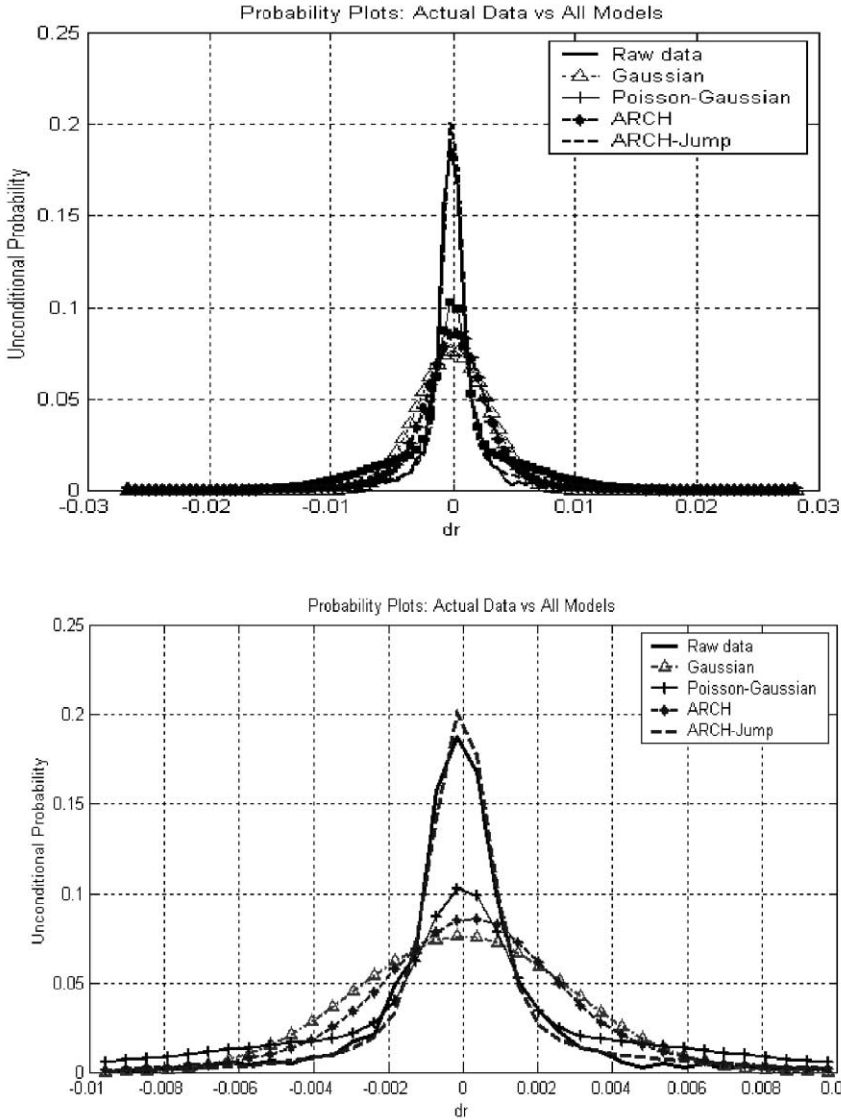 Probability Plots: Actual Data vs All Models
0.25
0.2
0.15
0.1
0.05
0
Unconditional Probability
Raw data
Gaussian
Poisson-Gaussian
ARCH
ARCH-Jump
-0.03 -0.02 -0.01 0 0.01 0.02 0.03
dr
Probability Plots: Actual Data vs All Models
0.25
0.2
0.15
0.1
0.05
0
Unconditional Probability
Raw data
Gaussian
Poisson-Gaussian
ARCH
ARCH-Jump
-0.01 -0.008 -0.006 -0.004 -0.002 0 0.002 0.004 0.006 0.008 0.0
dr